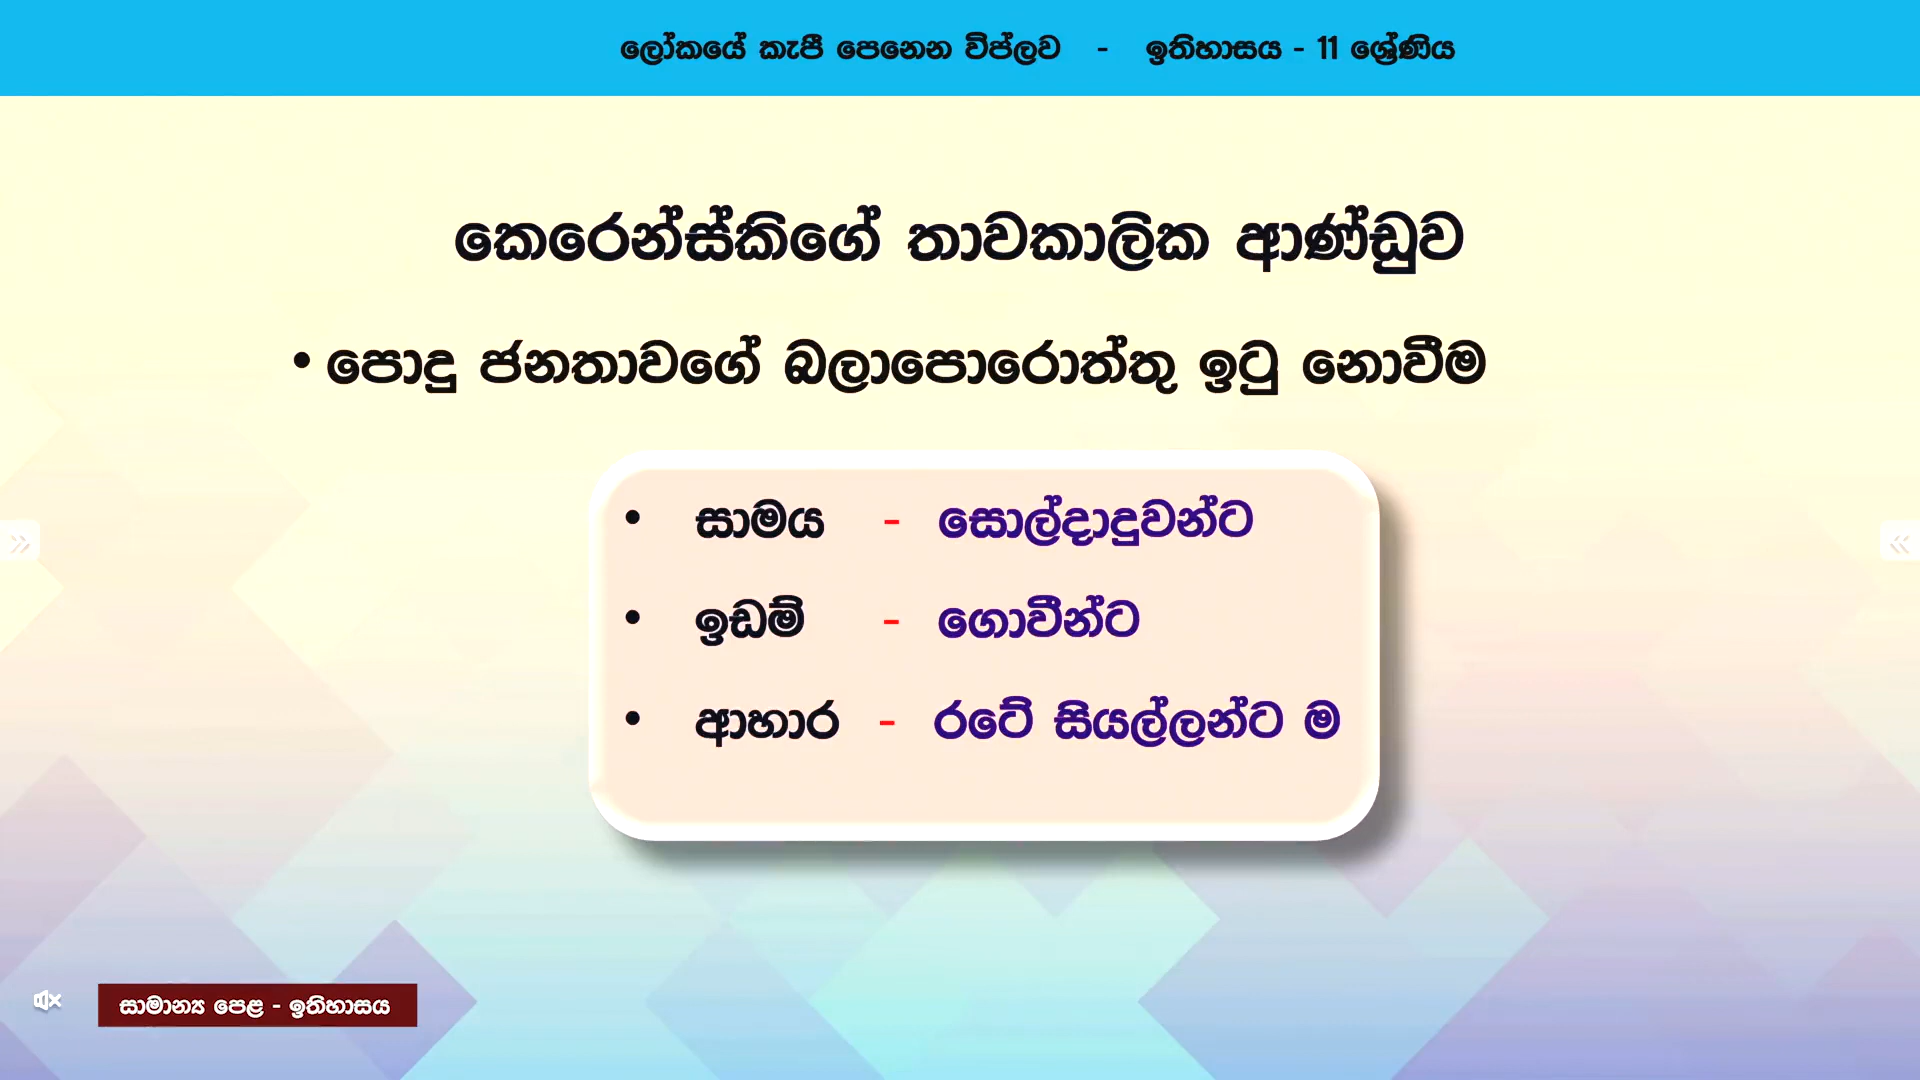 ලෝකයේ කැපී පෙනෙන විප්ලව - ඉතිහාසය - 11 ශ්‍රේණිය
කෙරෙන්ස්කිගේ තාවකාලික ආණ්ඩුව
• පොදු ජනතාවගේ බලාපොරොත්තු ඉටු නොවීම
• සාමය - සොල්දාදුවන්ට
• ඉඩම් - ගොවීන්ට
• ආහාර - රටේ සියල්ලන්ට ම
සාමාන්‍ය පෙළ - ඉතිහාසය